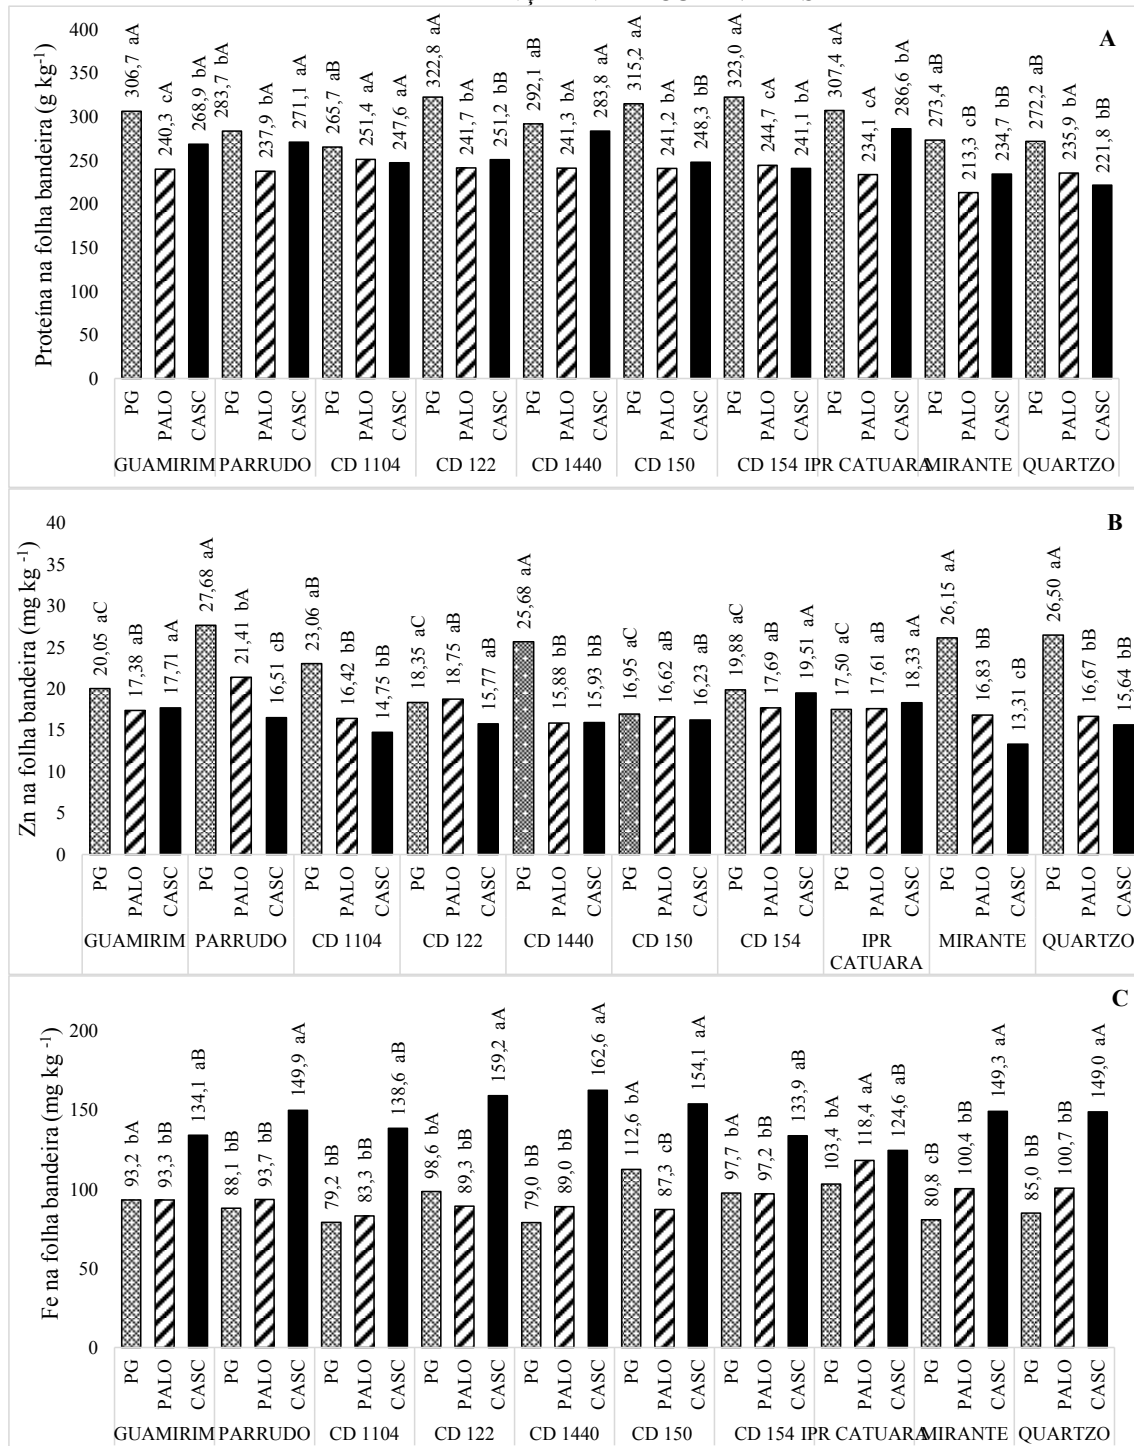 A
Proteína na folha bandeira (g kg-1)
400
350
300
250
200
150
100
50
0
306,7 aA
240,3 cA
268,9 bA
283,7 bA
237,9 bA
271,1 aA
265,7 aB
251,4 aA
247,6 aA
322,8 aA
241,7 bA
251,2 bB
292,1 aB
241,3 bA
283,8 aA
315,2 aA
241,2 bA
248,3 bB
323,0 aA
244,7 cA
241,1 bA
307,4 aA
234,1 cA
286,6 bA
273,4 aB
213,3 cB
234,7 bB
272,2 aB
235,9 bA
221,8 bB
PG PALO CASC PG PALO CASC PG PALO CASC PG PALO CASC PG PALO CASC PG PALO CASC PG PALO CASC PG PALO CASC PG PALO CASC PG PALO CASC
GUAMIRIM PARRUDO CD 1104 CD 122 CD 1440 CD 150 CD 154 IPR CATUARA MIRANTE QUARTZO
B
Zn na folha bandeira (mg kg -1)
40
35
30
25
20
15
10
5
0
20,05 aC
17,38 aB
17,71 aA
27,68 aA
21,41 bA
16,51 cB
23,06 aB
16,42 bB
14,75 bB
18,35 aC
18,75 aB
15,77 aB
25,68 aA
15,88 bB
15,93 bB
16,95 aC
16,62 aB
16,23 aB
19,88 aC
17,69 aB
19,51 aA
17,50 aC
17,61 aB
18,33 aA
26,15 aA
16,83 bB
13,31 cB
26,50 aA
16,67 bB
15,64 bB
PG PALO CASC PG PALO CASC PG PALO CASC PG PALO CASC PG PALO CASC PG PALO CASC PG PALO CASC PG PALO CASC PG PALO CASC PG PALO CASC
GUAMIRIM PARRUDO CD 1104 CD 122 CD 1440 CD 150 CD 154 IPR MIRANTE QUARTZO
CATUARA
C
Fe na folha bandeira (mg kg -1)
200
150
100
50
0
93,2 bA
93,3 bB
134,1 aB
88,1 bB
93,7 bB
149,9 aA
79,2 bB
83,3 bB
138,6 aB
98,6 bA
89,3 bB
159,2 aA
79,0 bB
89,0 bB
162,6 aA
112,6 bA
87,3 cB
154,1 aA
97,7 bA
97,2 bB
133,9 aB
103,4 bA
118,4 aA
124,6 aB
80,8 cB
100,4 bB
149,3 aA
85,0 bB
100,7 bB
149,0 aA
PG PALO CASC PG PALO CASC PG PALO CASC PG PALO CASC PG PALO CASC PG PALO CASC PG PALO CASC PG PALO CASC PG PALO CASC PG PALO CASC
GUAMIRIM PARRUDO CD 1104 CD 122 CD 1440 CD 150 CD 154 IPR CATUARA MIRANTE QUARTZO